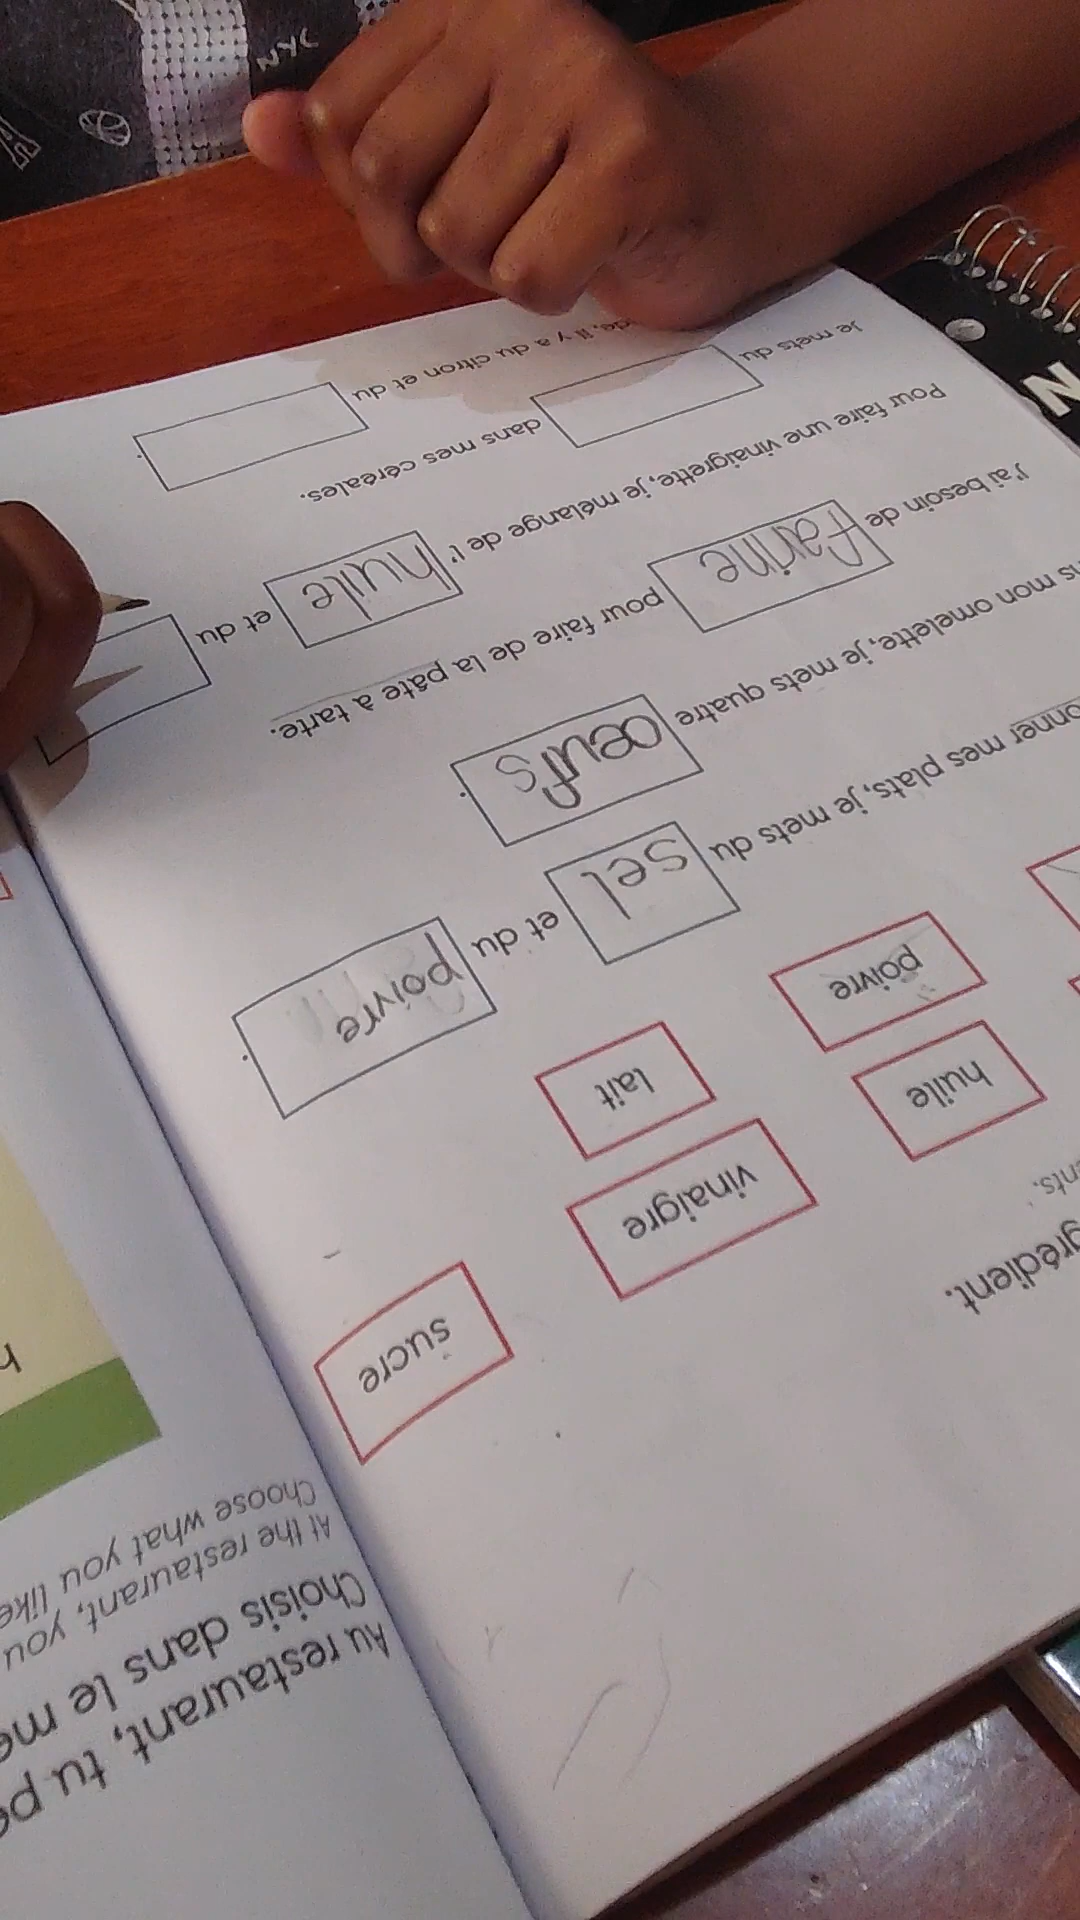 grédient.
nts.
sucre
vinaigre
huile
lait
poivre
onner mes plats, je mets du sel et du poivre.
ns mon omelette, je mets quatre œufs.
J'ai besoin de farine pour faire de la pâte à tarte.
Pour faire une vinaigrette, je mélange de l'huile et du
Je mets du dans mes céréales.
de, il y a du citron et du .
Au restaurant, tu pe
Choisis dans le me
At the restaurant, you
Choose what you like
h
N
NYC